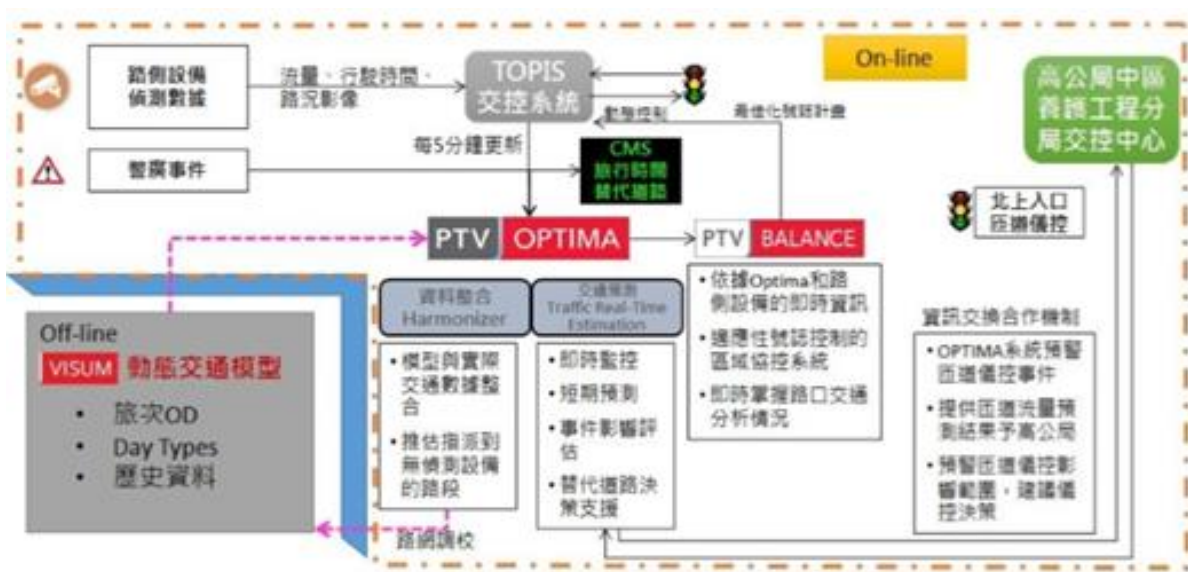 路側設備
偵測數據
流量、行駛時間、
路況影像
TOPIS
交控系統
On-line
高公局中區
養護工程分
局交控中心
動態控制
最佳化號誌計畫
每5分鐘更新
警廣事件
CMS
旅行時間
替代道路
北上入口
匝道儀控
PTV OPTIMA
PTV BALANCE
資料整合
Harmonizer
交通預測
Traffic Real-Time
Estimation
•依據Optima和路
側設備的即時資訊
•適應性號誌控制的
區域協控系統
•即時掌握路口交通
分析情況
資訊交換合作機制
Off-line
VISUM 動態交通模型
• 旅次OD
• Day Types
• 歷史資料
•模型與實際
交通數據整
合
•推估指派到
無偵測設備
的路段
•即時監控
•短期預測
•事件影響評
估
•替代道路決
策支援
•OPTIMA系統預警
匝道儀控事件
•提供匝道流量預
測結果予高公局
•預警匝道儀控影
響範圍，建議儀
控決策
路網調校